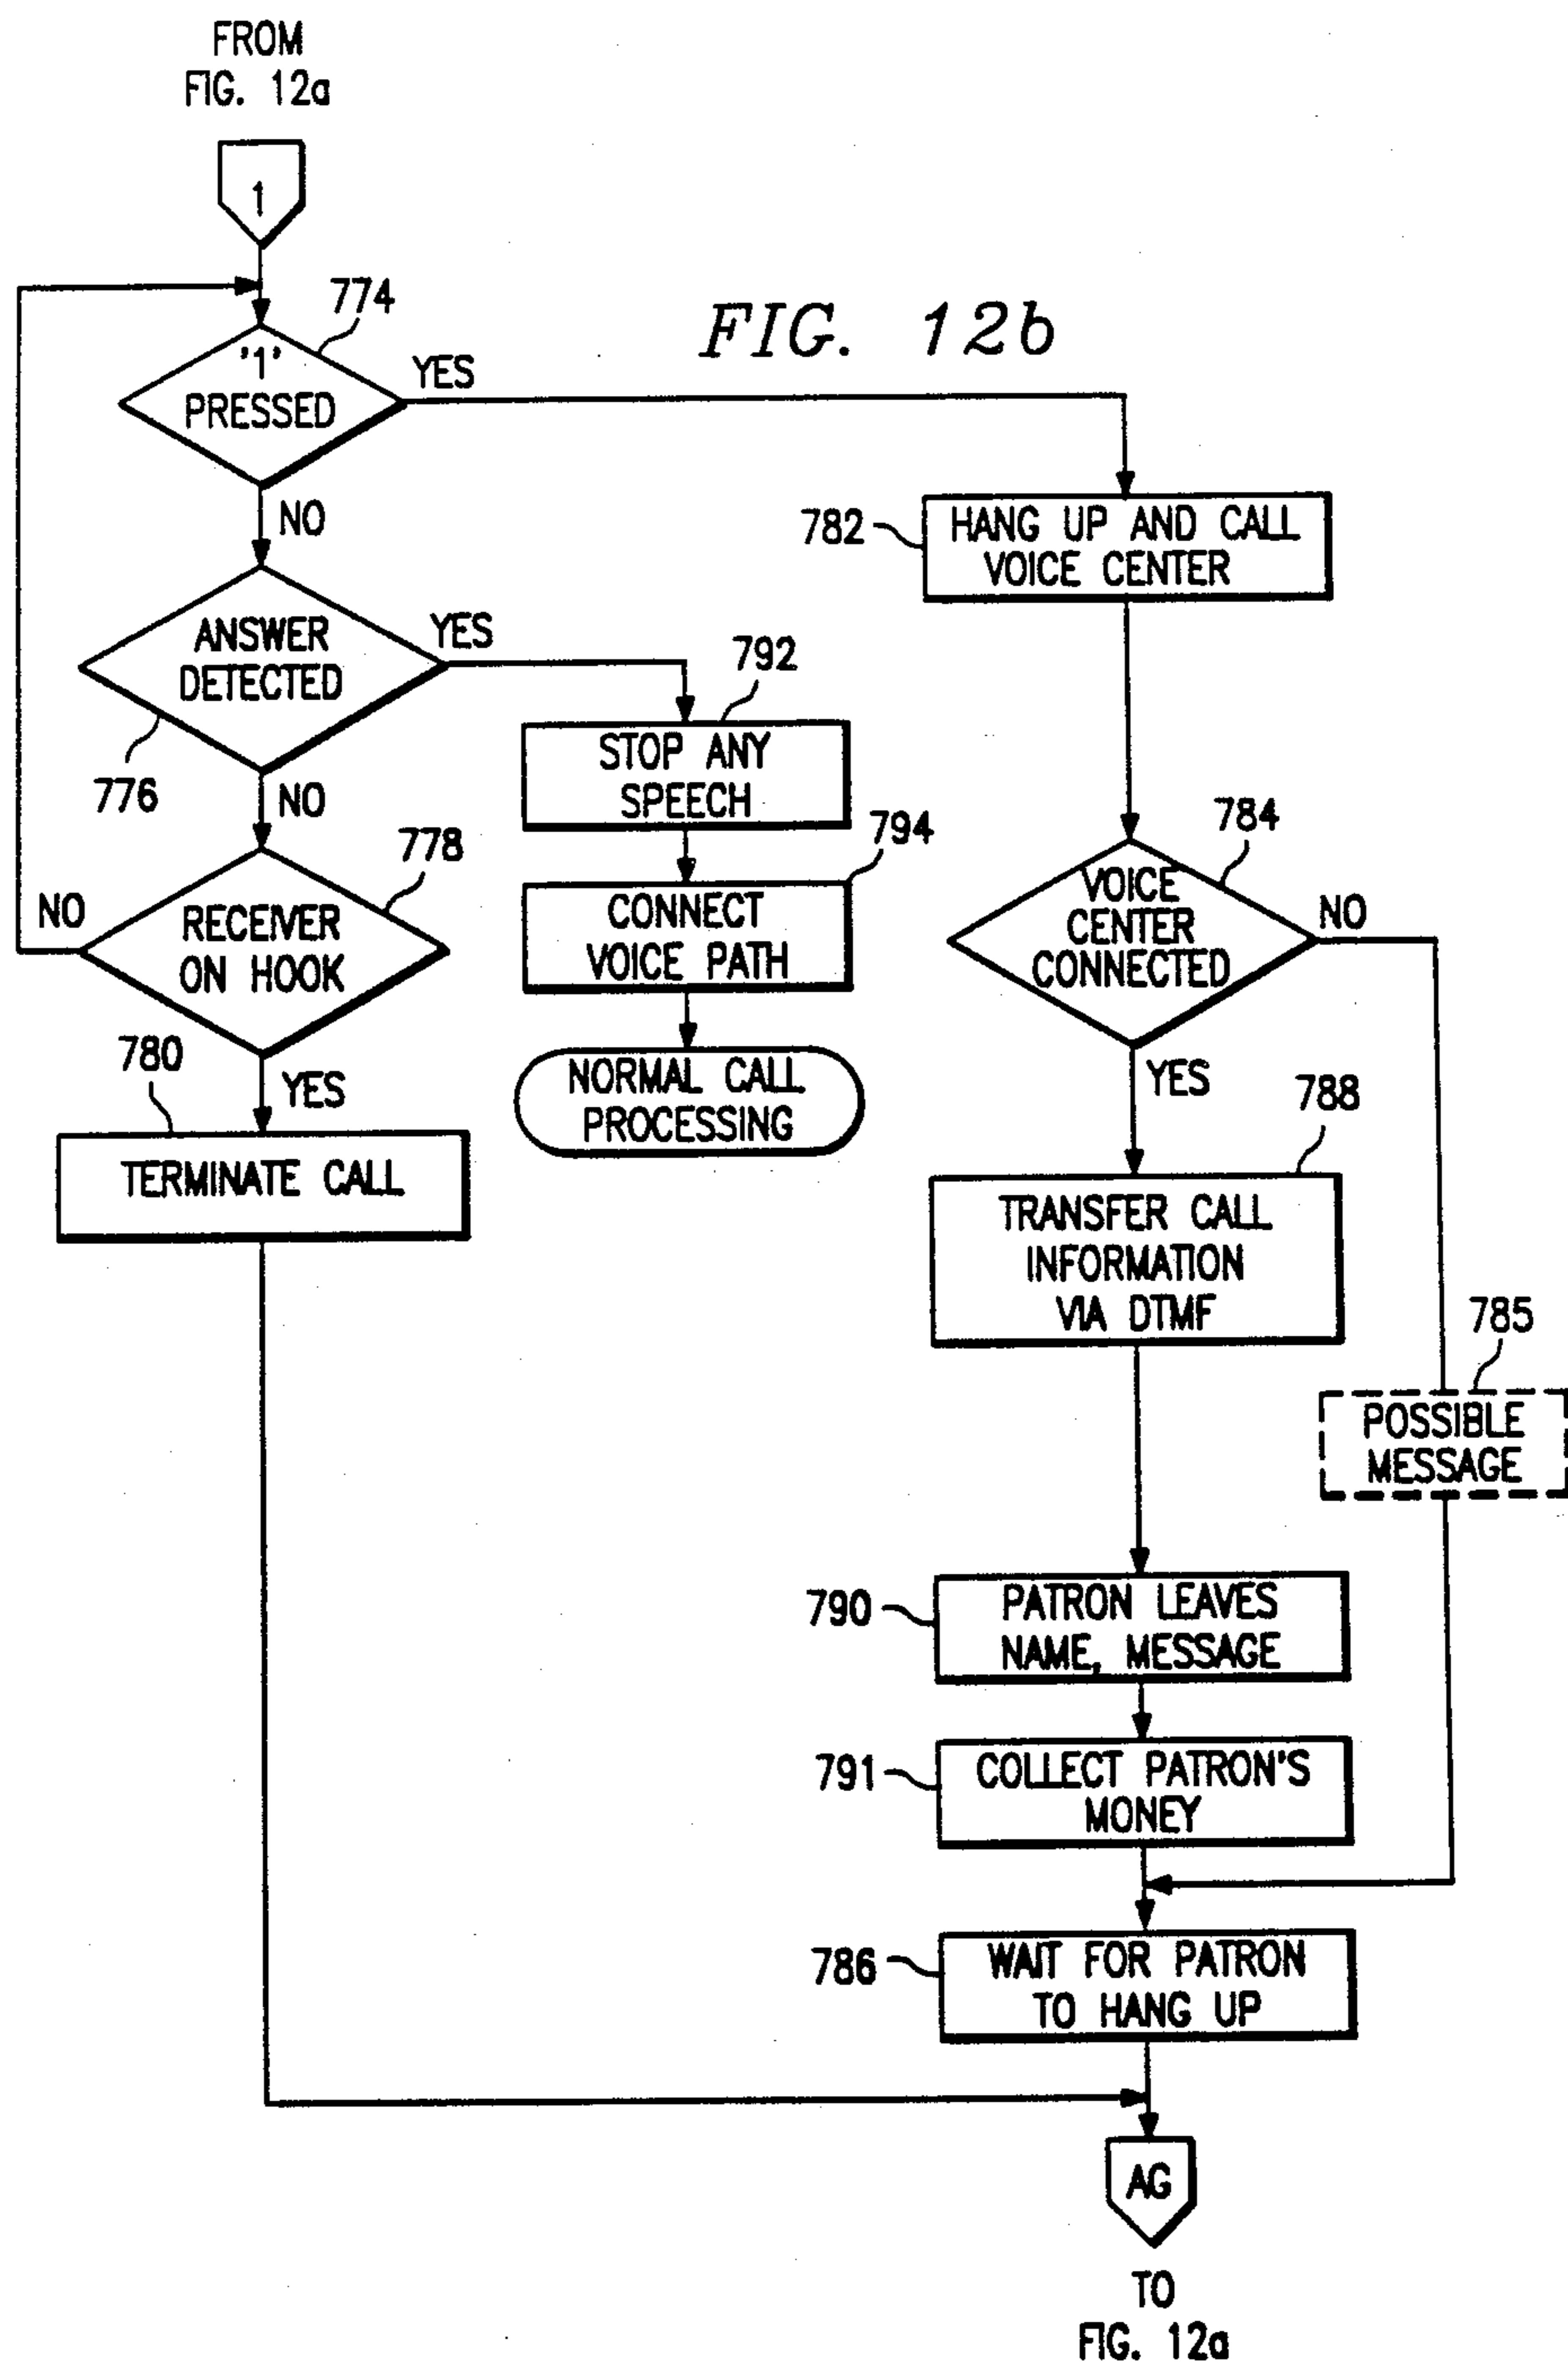 FROM
FIG. 12a
1
774
FIG. 12b
'1'
PRESSED
YES
NO
782
HANG UP AND CALL
VOICE CENTER
ANSWER
DETECTED
YES
776
NO
792
STOP ANY
SPEECH
794
CONNECT
VOICE PATH
NORMAL CALL
PROCESSING
778
RECEIVER
ON HOOK
NO
YES
780
TERMINATE CALL
784
VOICE
CENTER
CONNECTED
NO
YES
788
TRANSFER CALL
INFORMATION
VIA DTMF
785
POSSIBLE
MESSAGE
790
PATRON LEAVES
NAME, MESSAGE
791
COLLECT PATRON'S
MONEY
786
WAIT FOR PATRON
TO HANG UP
AG
TO
FIG. 12a